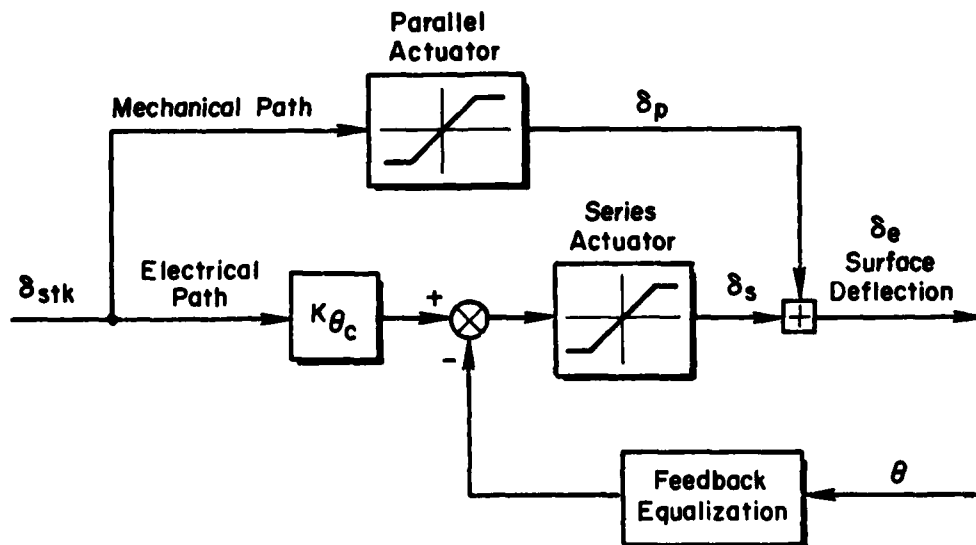 Parallel
Actuator
Mechanical Path
δp
Series
Actuator
δe
Surface
Deflection
δstk
Electrical
Path
Kθc
+
-
δs
+
Feedback
Equalization
θ